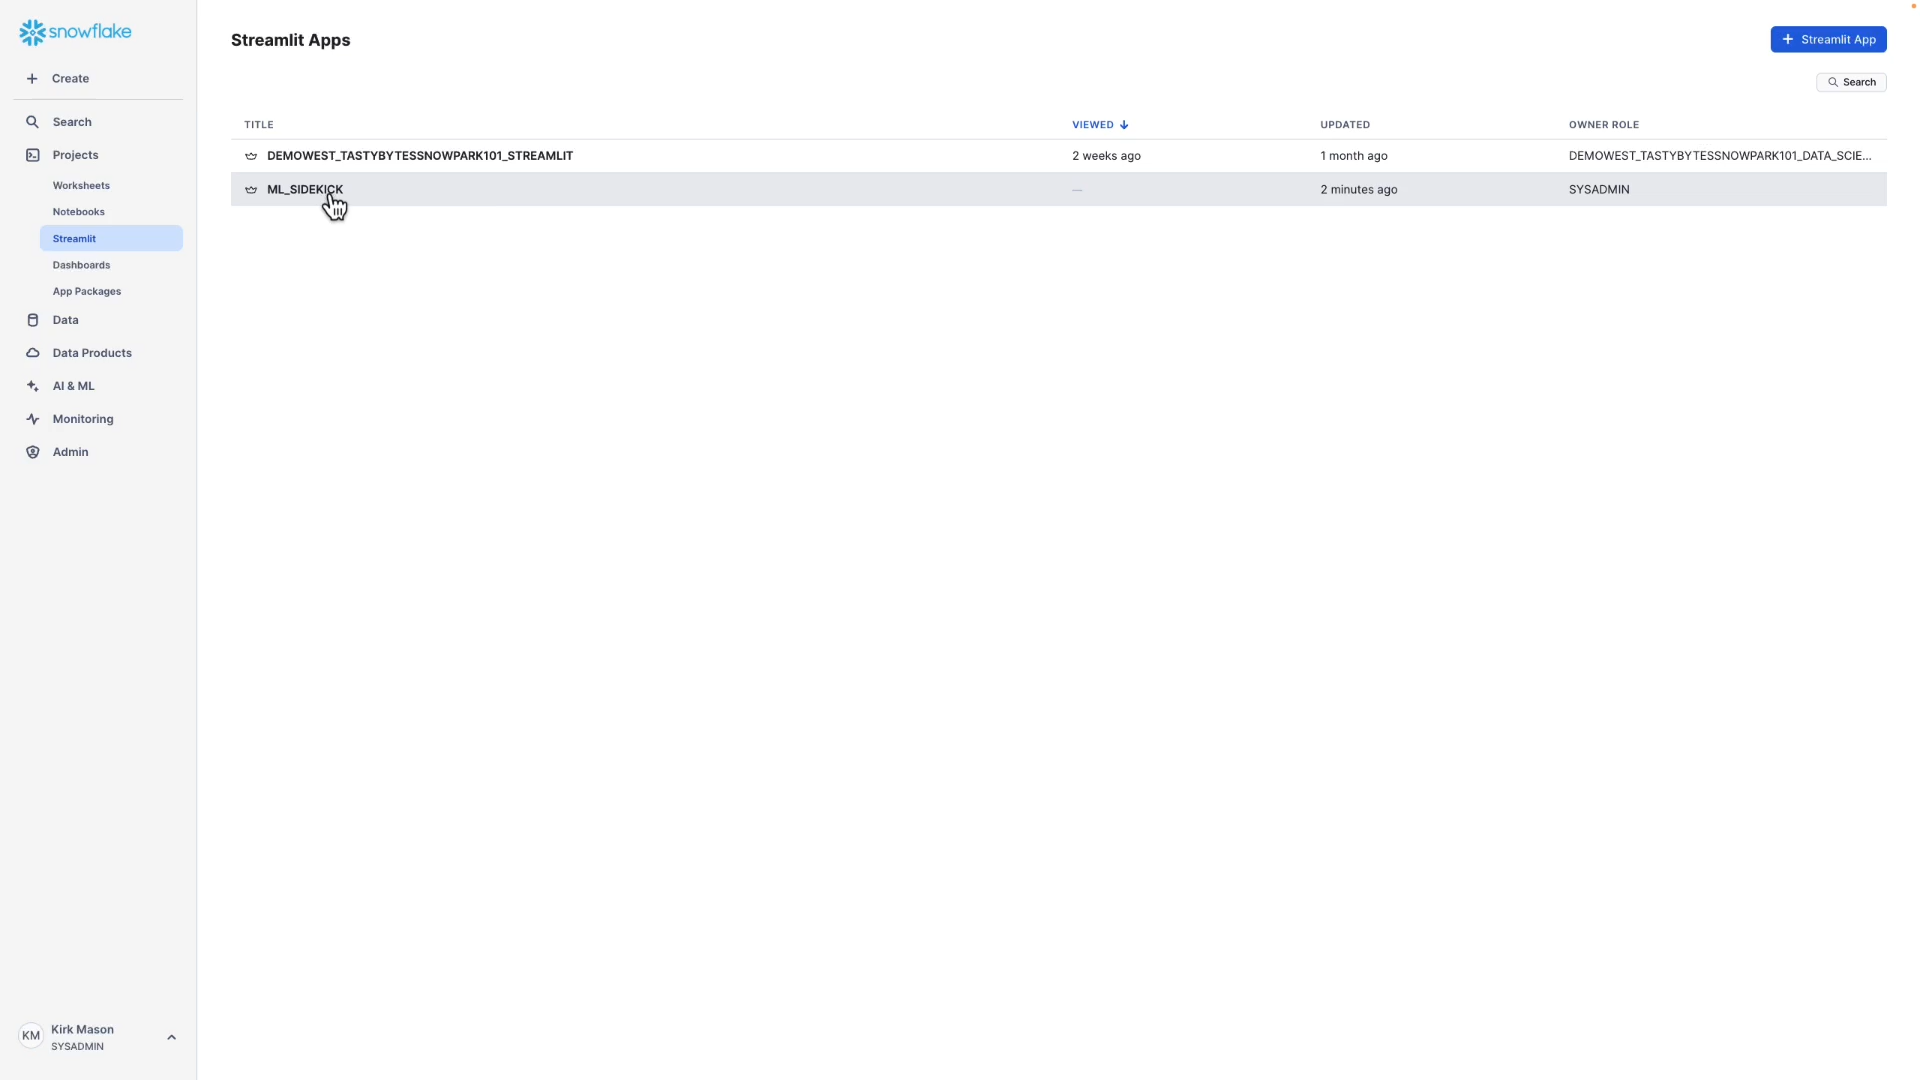 snowflake
Create
Search
Projects
Worksheets
Notebooks
Streamlit
Dashboards
App Packages
Data
Data Products
AI & ML
Monitoring
Admin
KM
Kirk Mason
SYSADMIN
Streamlit Apps
Streamlit App
Search
TITLE VIEWED UPDATED OWNER ROLE
DEMOWEST_TASTYBYTESSNOWPARK101_STREAMLIT 2 weeks ago 1 month ago DEMOWEST_TASTYBYTESSNOWPARK101_DATA_SCIE...
ML_SIDEKICK — 2 minutes ago SYSADMIN